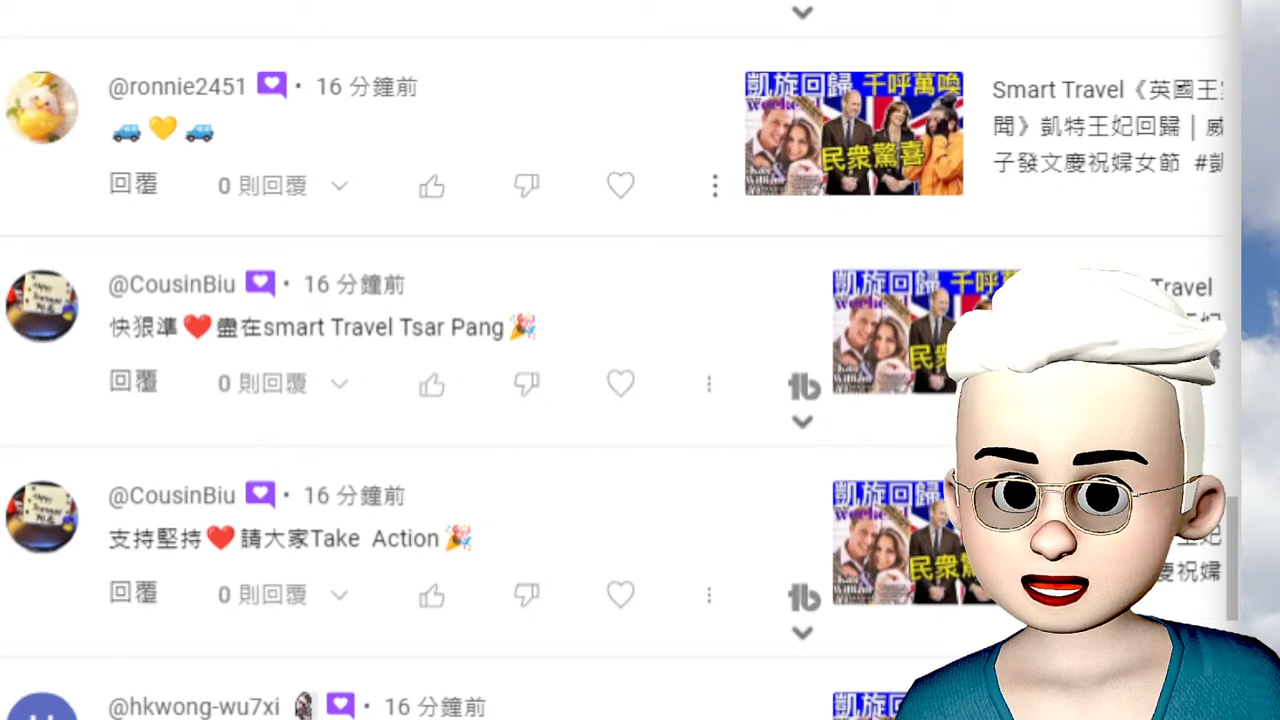 @ronnie2451 • 16 分鐘前
回覆 0 則回覆
凱旋回歸 千呼萬喚
民眾驚喜
Smart Travel《英國王
聞》凱特王妃回歸｜威
子發文慶祝婦女節 #凱
@CousinBiu • 16 分鐘前
快狠準❤️盡在smart Travel Tsar Pang🎉
回覆 0 則回覆
凱旋回歸 千呼
Travel
@CousinBiu • 16 分鐘前
支持堅持❤️請大家Take Action🎉
回覆 0 則回覆
凱旋回歸
民眾
慶祝婦
@hkwong-wu7xi • 16 分鐘前